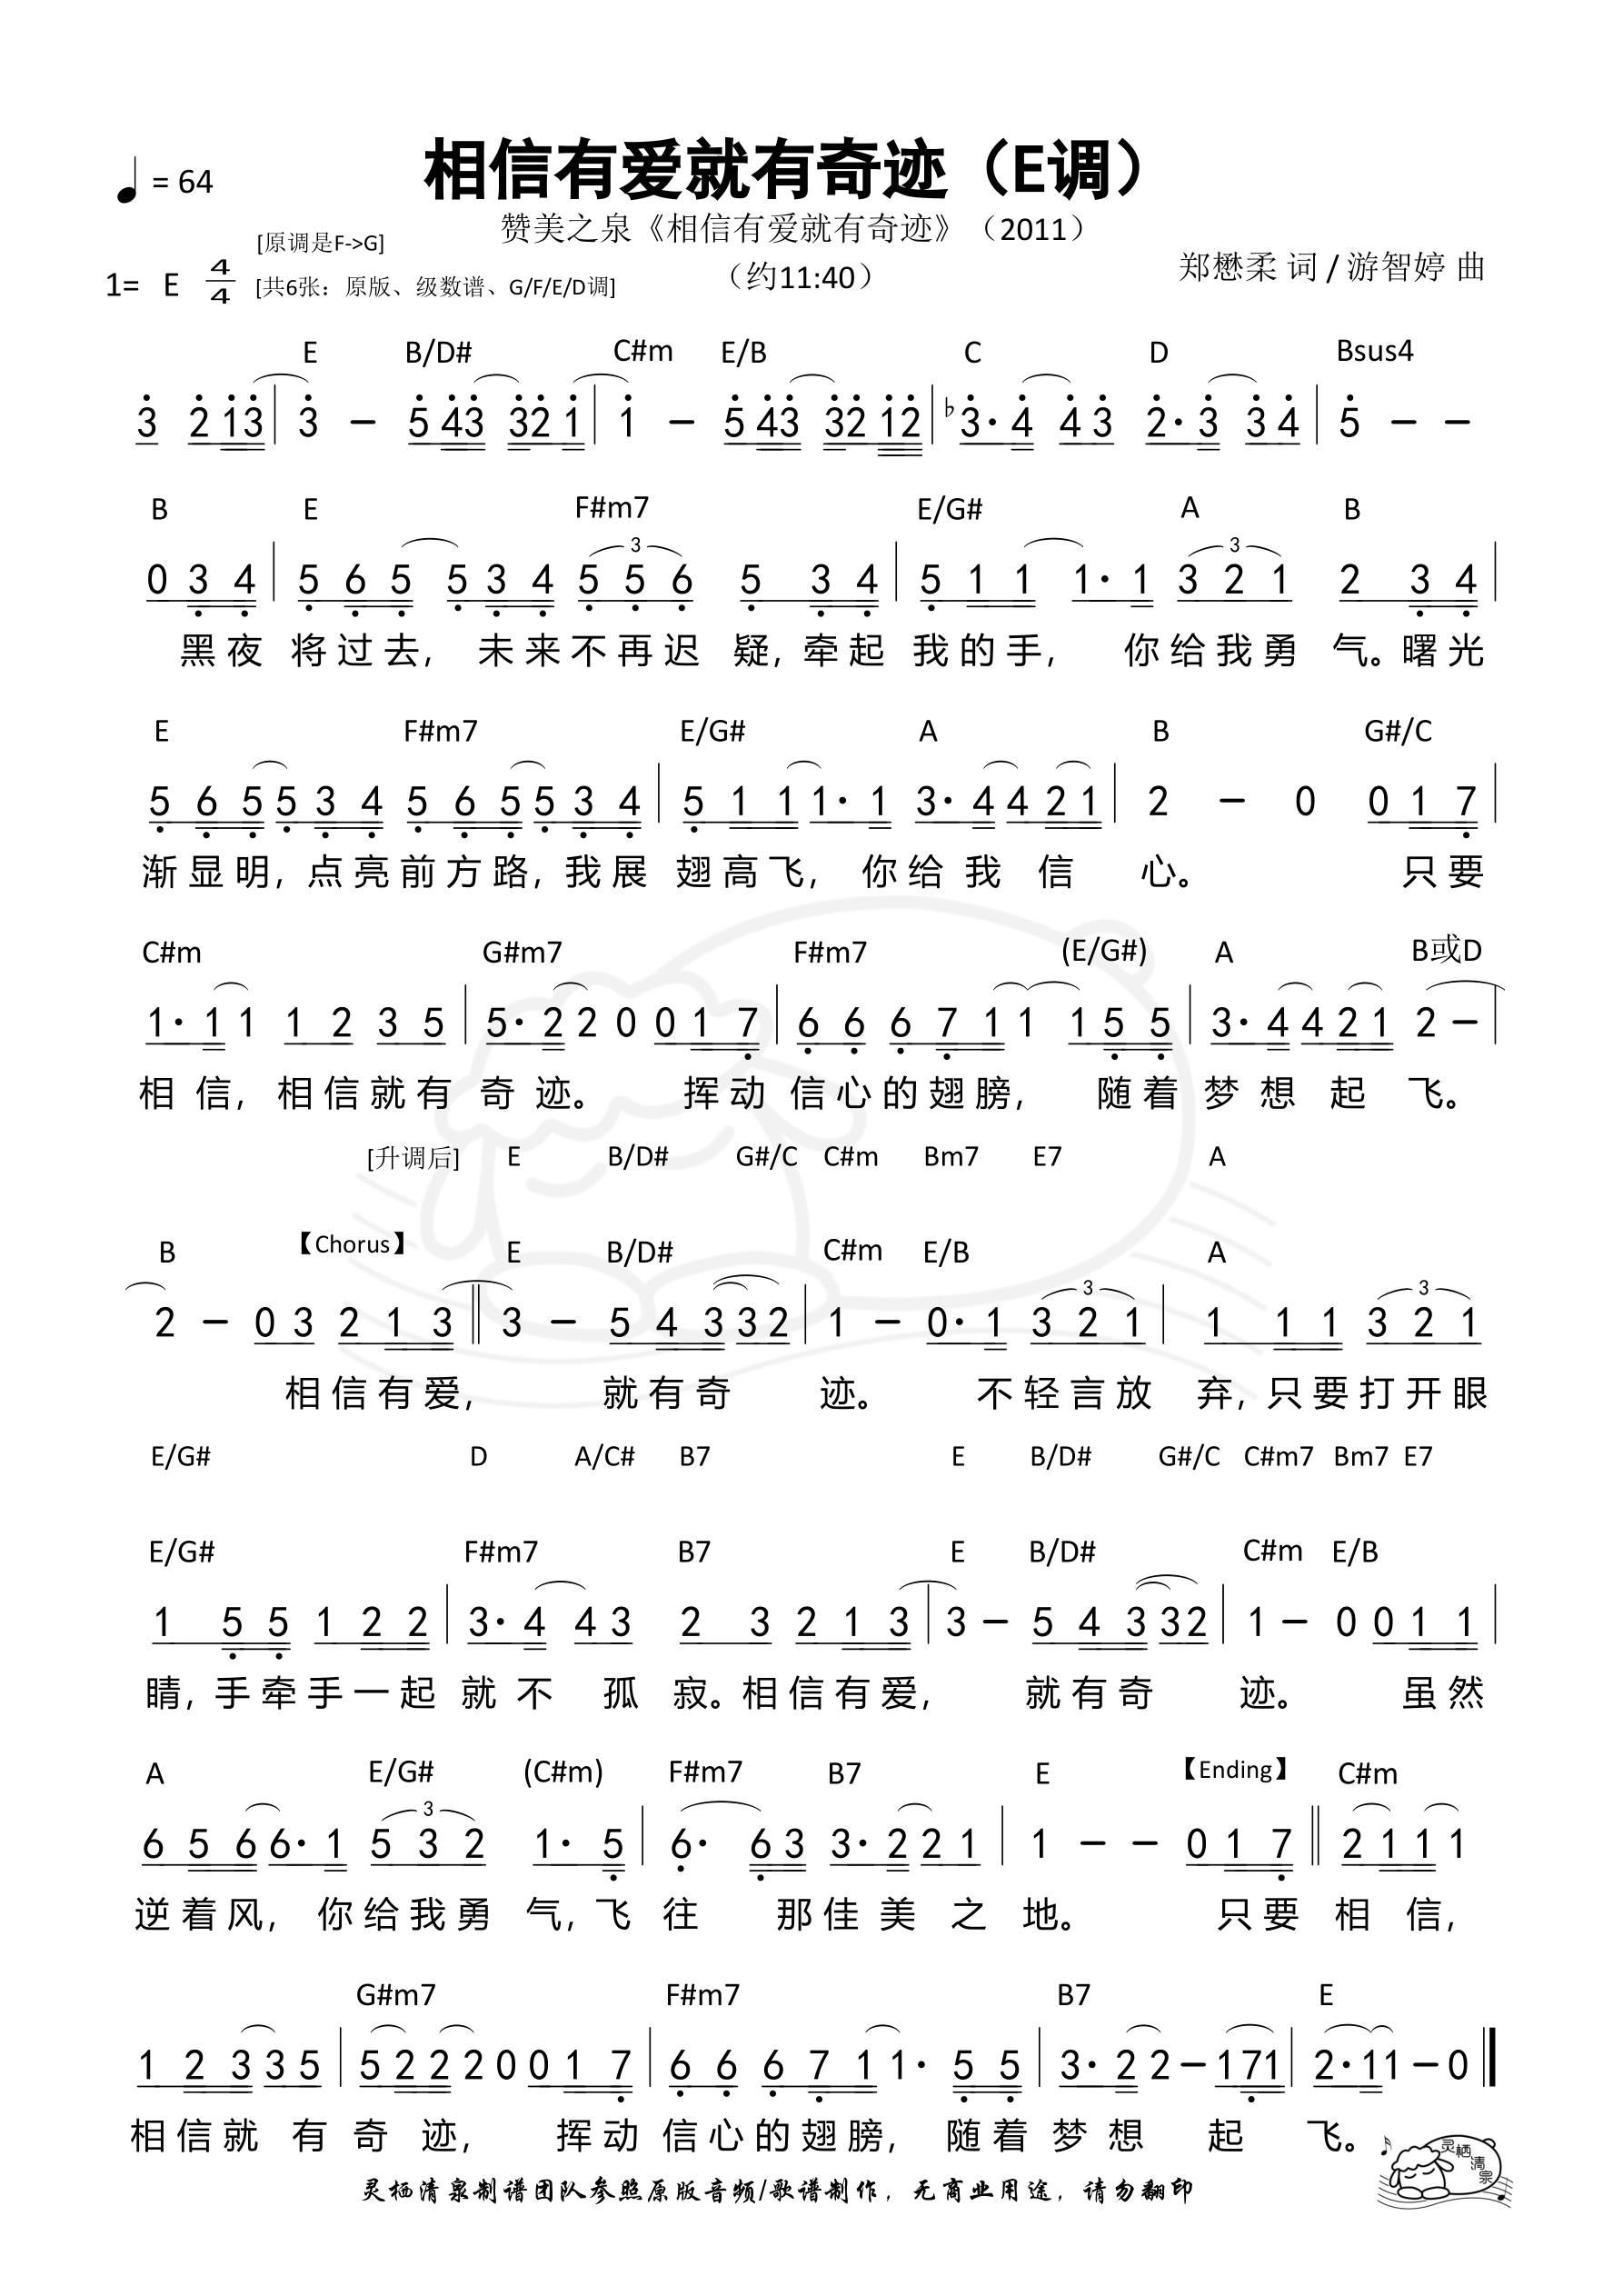 相信有爱就有奇迹（E调）
♩ = 64
赞美之泉《相信有爱就有奇迹》（2011）
[原调是F->G]
郑懋柔 词 / 游智婷 曲
1= E 4/4 [共6张：原版、级数谱、G/F/E/D调]
（约11:40）
E B/D# C#m E/B C D Bsus4
3 2 1 3 | 3 – 5 4 3 3 2 1 | 1 – 5 4 3 3 2 1 2 | ♭3· 4 4 3 2· 3 3 4 | 5 – –
B E F#m7 E/G# A B
0 3 4 | 5 6 5 5 3 4 5 5 6 5 3 4 | 5 1 1 1· 1 3 2 1 2 3 4 |
黑夜 将过去, 未来不再迟 疑, 牵起 我的手, 你给我勇 气。曙光
E F#m7 E/G# A B G#/C
5 6 5 5 3 4 5 6 5 5 3 4 | 5 1 1 1· 1 3· 4 4 2 1 | 2 – 0 0 1 7 |
渐显明, 点亮前方路, 我展 翅高飞, 你给我 信 心。 只要
C#m G#m7 F#m7 (E/G#) A B或D
1· 1 1 1 2 3 5 | 5· 2 2 0 0 1 7 | 6 6 6 7 1 1 1 5 5 | 3· 4 4 2 1 2 – |
相 信, 相信就有 奇 迹。 挥动 信心的翅膀, 随着 梦 想 起 飞。
[升调后] E B/D# G#/C C#m Bm7 E7 A
B 【Chorus】 E B/D# C#m E/B A
2 – 0 3 2 1 3 || 3 – 5 4 3 3 2 | 1 – 0· 1 3 2 1 | 1 1 1 3 2 1
相信有爱, 就有奇 迹。 不轻言放 弃, 只要打开眼
E/G# D A/C# B7 E B/D# G#/C C#m7 Bm7 E7
E/G# F#m7 B7 E B/D# C#m E/B
1 5 5 1 2 2 | 3· 4 4 3 2 3 2 1 3 | 3 – 5 4 3 3 2 | 1 – 0 0 1 1 |
睛, 手牵手一起 就 不 孤 寂。相信有爱, 就有奇 迹。 虽然
A E/G# (C#m) F#m7 B7 E 【Ending】 C#m
6 5 6 6· 1 5 3 2 1· 5 | 6· 6 3 3· 2 2 1 | 1 – – 0 1 7 || 2 1 1 1
逆着风, 你给我勇 气, 飞 往 那佳 美 之 地。 只要 相 信,
G#m7 F#m7 B7 E
1 2 3 3 5 | 5 2 2 2 0 0 1 7 | 6 6 6 7 1 1· 5 5 | 3· 2 2 – 1 7 1 | 2· 1 1 – 0
相信就 有 奇 迹, 挥动 信心的翅膀, 随着 梦 想 起 飞。
灵栖清泉制谱团队参照原版音频/歌谱制作，无商业用途，请勿翻印
灵栖清泉